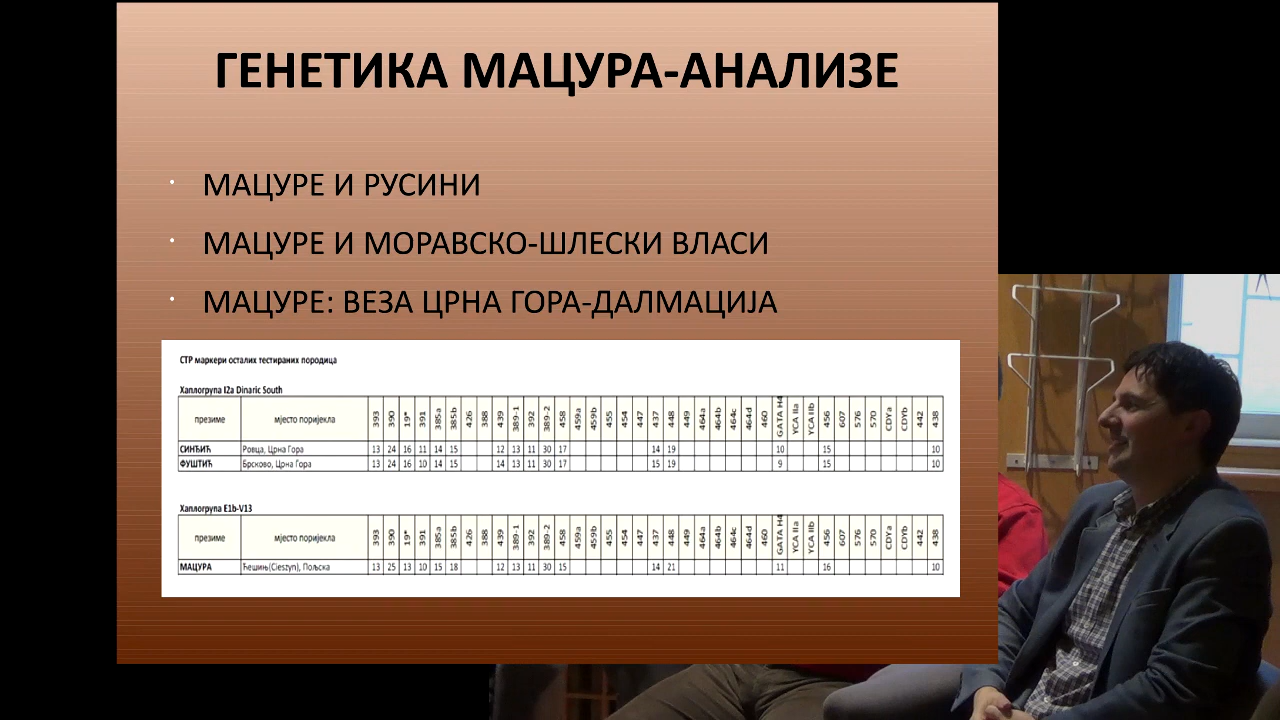 ГЕНЕТИКА МАЦУРА-АНАЛИЗЕ
· МАЦУРЕ И РУСИНИ
· МАЦУРЕ И МОРАВСКО-ШЛЕСКИ ВЛАСИ
· МАЦУРЕ: ВЕЗА ЦРНА ГОРА-ДАЛМАЦИЈА
СТР маркери осталих тестираних породица
Хаплогрупа I2a Dinaric South
презиме мјесто поријекла 393 390 19* 391 385a 385b 426 388 439 389-1 392 389-2 458 459a 459b 455 454 447 437 448 449 464a 464b 464c 464d 460 GATA H4 YCA IIa YCA IIb 456 607 576 570 CDYa CDYb 442 438
СИНЂИЋ Ровца, Црна Гора 13 24 16 11 14 15 12 13 11 30 17 14 19 10 15 10
ФУШТИЋ Брсково, Црна Гора 13 24 16 10 14 15 14 13 11 30 17 15 19 9 15 10
Хаплогрупа E1b-V13
презиме мјесто поријекла 393 390 19* 391 385a 385b 426 388 439 389-1 392 389-2 458 459a 459b 455 454 447 437 448 449 464a 464b 464c 464d 460 GATA H4 YCA IIa YCA IIb 456 607 576 570 CDYa CDYb 442 438
МАЦУРА Ћешињ(Cieszyn), Пољска 13 25 13 10 15 18 12 13 11 30 15 14 21 11 16 10